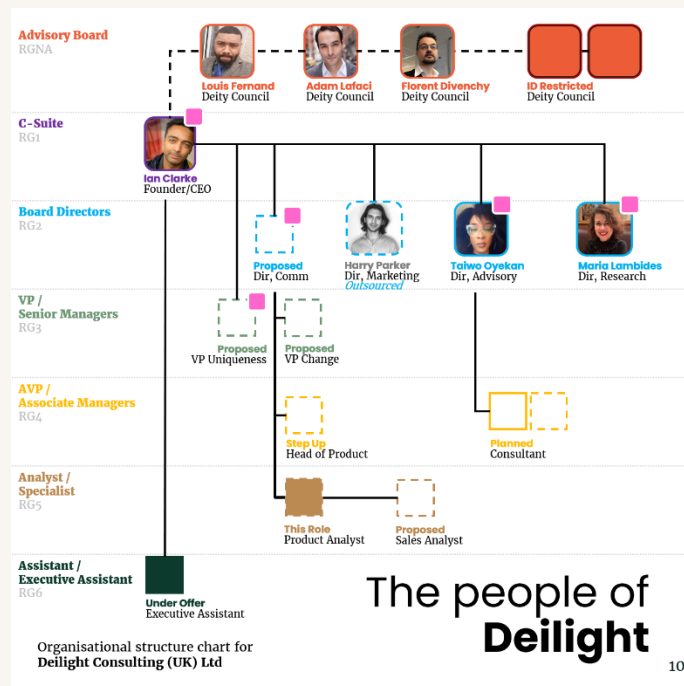 Advisory Board
RGNA
Louis Fernand
Deity Council
Adam Lafaci
Deity Council
Florent Divenchy
Deity Council
ID Restricted
Deity Council
C-Suite
RG1
Ian Clarke
Founder/CEO
Board Directors
RG2
Proposed
Dir, Comm
Harry Parker
Dir, Marketing
Outsourced
Taiwo Oyekan
Dir, Advisory
Maria Lambides
Dir, Research
VP /
Senior Managers
RG3
Proposed
VP Uniqueness
Proposed
VP Change
AVP /
Associate Managers
RG4
Step Up
Head of Product
Planned
Consultant
Analyst /
Specialist
RG5
This Role
Product Analyst
Proposed
Sales Analyst
Assistant /
Executive Assistant
RG6
Under Offer
Executive Assistant
The people of
Deilight
Organisational structure chart for
Deilight Consulting (UK) Ltd
10